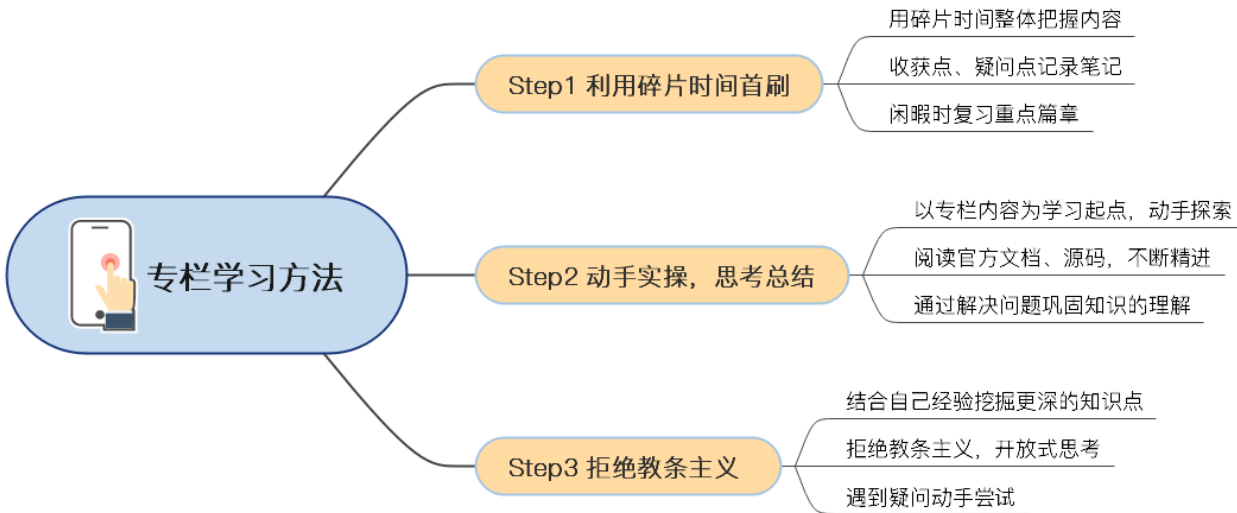 专栏学习方法
Step1 利用碎片时间首刷
用碎片时间整体把握内容
收获点、疑问点记录笔记
闲暇时复习重点篇章
Step2 动手实操，思考总结
以专栏内容为学习起点，动手探索
阅读官方文档、源码，不断精进
通过解决问题巩固知识的理解
Step3 拒绝教条主义
结合自己经验挖掘更深的知识点
拒绝教条主义，开放式思考
遇到疑问动手尝试